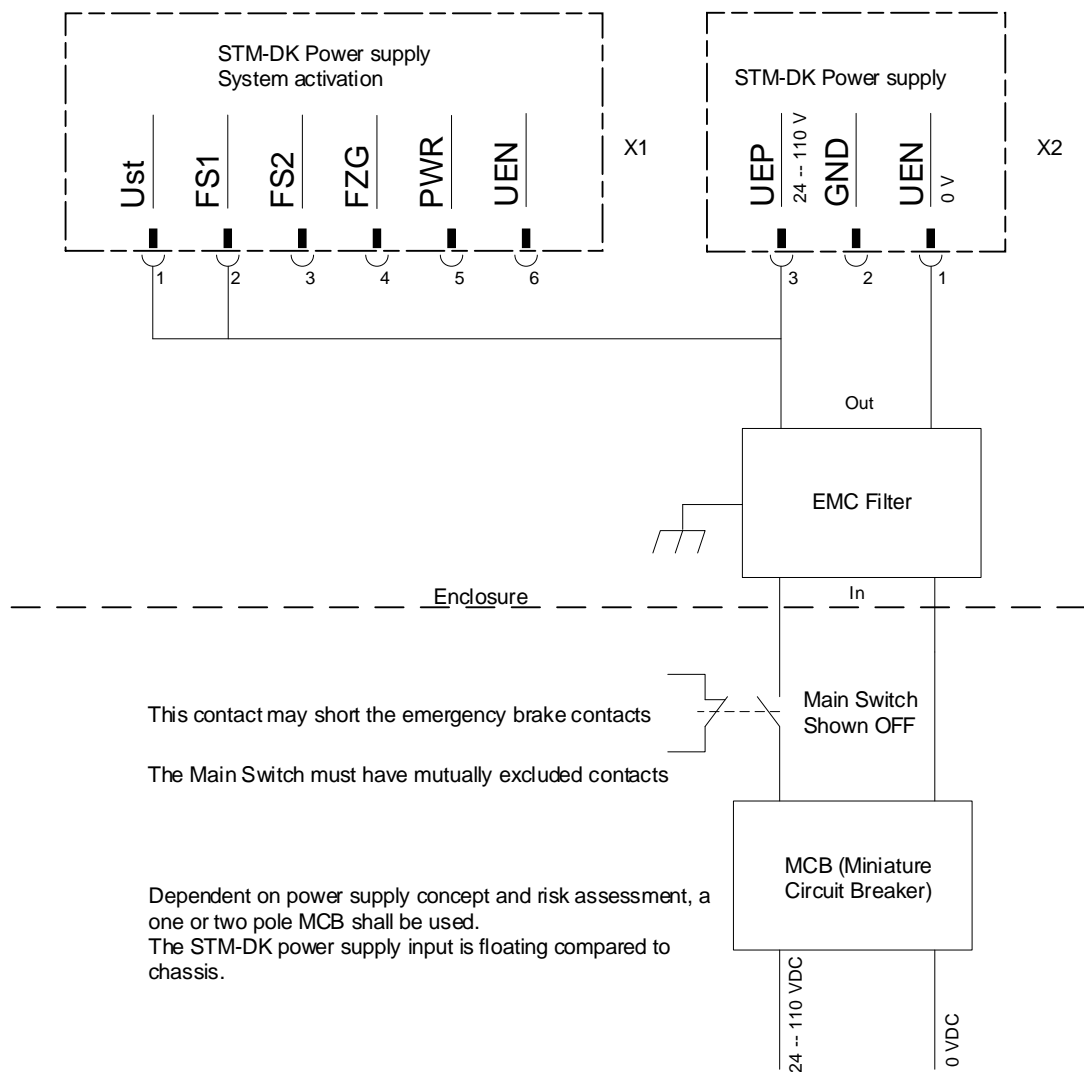 STM-DK Power supply
System activation
STM-DK Power supply
X1
X2
Ust
FS1
FS2
FZG
PWR
UEN
UEP
24 -- 110 V
GND
UEN
0 V
1
2
3
4
5
6
3
2
1
Out
EMC Filter
Enclosure
In
This contact may short the emergency brake contacts
Main Switch
Shown OFF
The Main Switch must have mutually excluded contacts
MCB (Miniature
Circuit Breaker)
Dependent on power supply concept and risk assessment, a
one or two pole MCB shall be used.
The STM-DK power supply input is floating compared to
chassis.
24 -- 110 VDC
0 VDC